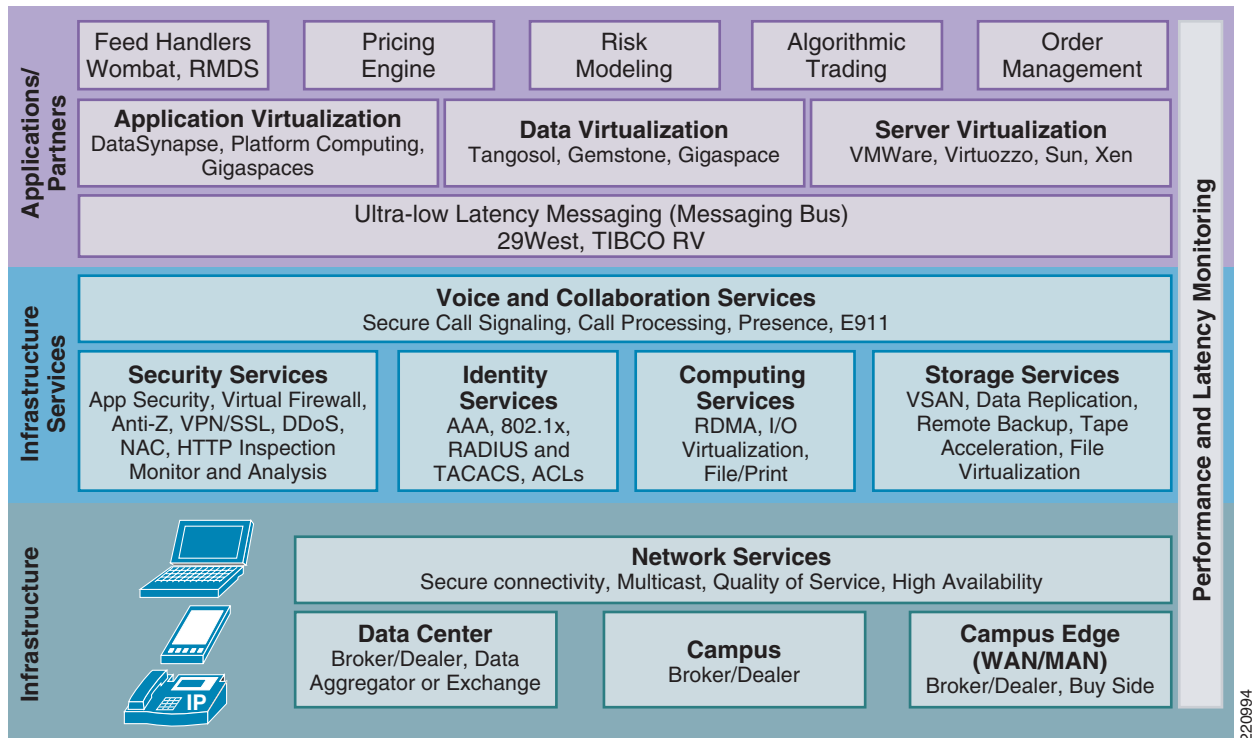 Applications/
Partners
Feed Handlers
Wombat, RMDS
Pricing
Engine
Risk
Modeling
Algorithmic
Trading
Order
Management
Application Virtualization
DataSynapse, Platform Computing,
Gigaspaces
Data Virtualization
Tangosol, Gemstone, Gigaspace
Server Virtualization
VMWare, Virtuozzo, Sun, Xen
Ultra-low Latency Messaging (Messaging Bus)
29West, TIBCO RV
Infrastructure
Services
Voice and Collaboration Services
Secure Call Signaling, Call Processing, Presence, E911
Security Services
App Security, Virtual Firewall,
Anti-Z, VPN/SSL, DDoS,
NAC, HTTP Inspection
Monitor and Analysis
Identity
Services
AAA, 802.1x,
RADIUS and
TACACS, ACLs
Computing
Services
RDMA, I/O
Virtualization,
File/Print
Storage Services
VSAN, Data Replication,
Remote Backup, Tape
Acceleration, File
Virtualization
Infrastructure
IP
Network Services
Secure connectivity, Multicast, Quality of Service, High Availability
Data Center
Broker/Dealer, Data
Aggregator or Exchange
Campus
Broker/Dealer
Campus Edge
(WAN/MAN)
Broker/Dealer, Buy Side
Performance and Latency Monitoring
220994